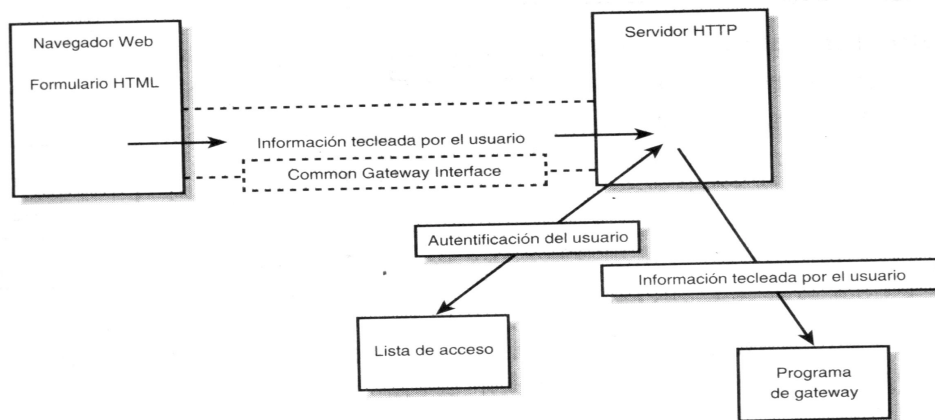 Navegador Web
Formulario HTML
Servidor HTTP
Información tecleada por el usuario
Common Gateway Interface
Autentificación del usuario
Información tecleada por el usuario
Lista de acceso
Programa
de gateway